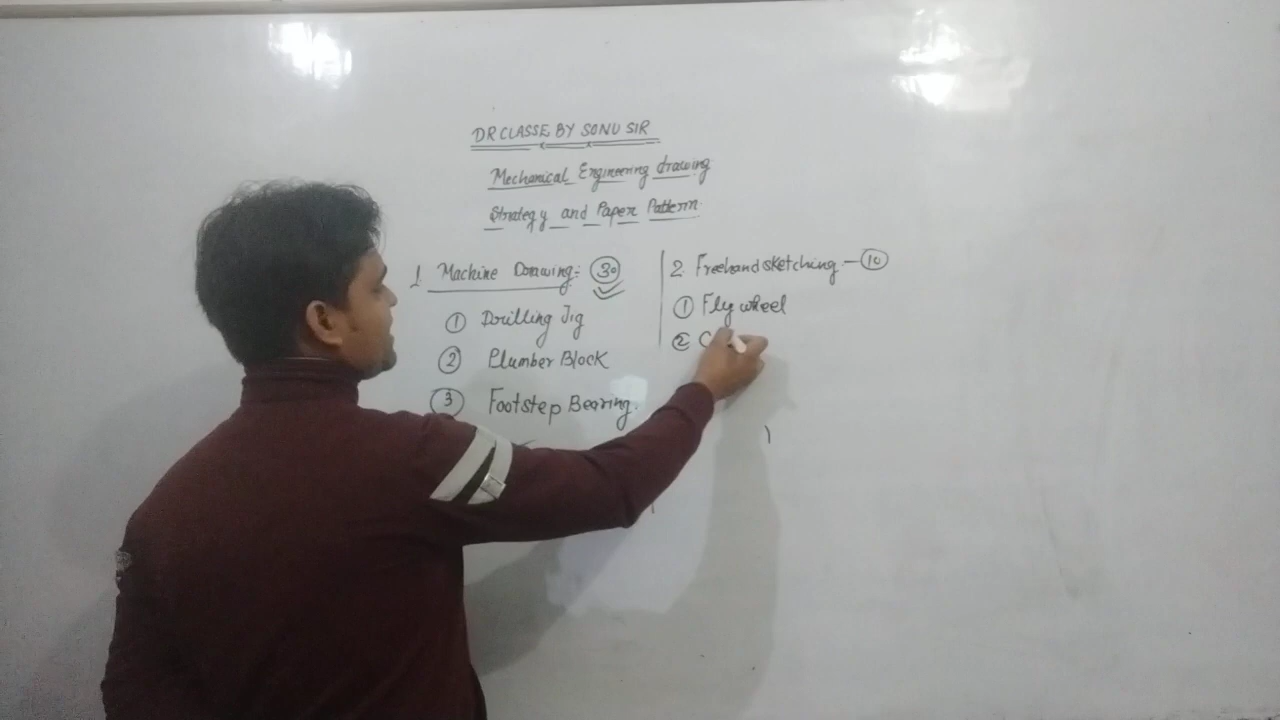 DR CLASSE BY SONU SIR
Mechanical Engineering drawing
Strategy and Paper Pattern
1. Machine Drawing:- 30
1 Drilling Jig
2 Plumber Block
3 Footstep Bearing.
2. Freehand sketching - 10
1 Fly wheel
2 C